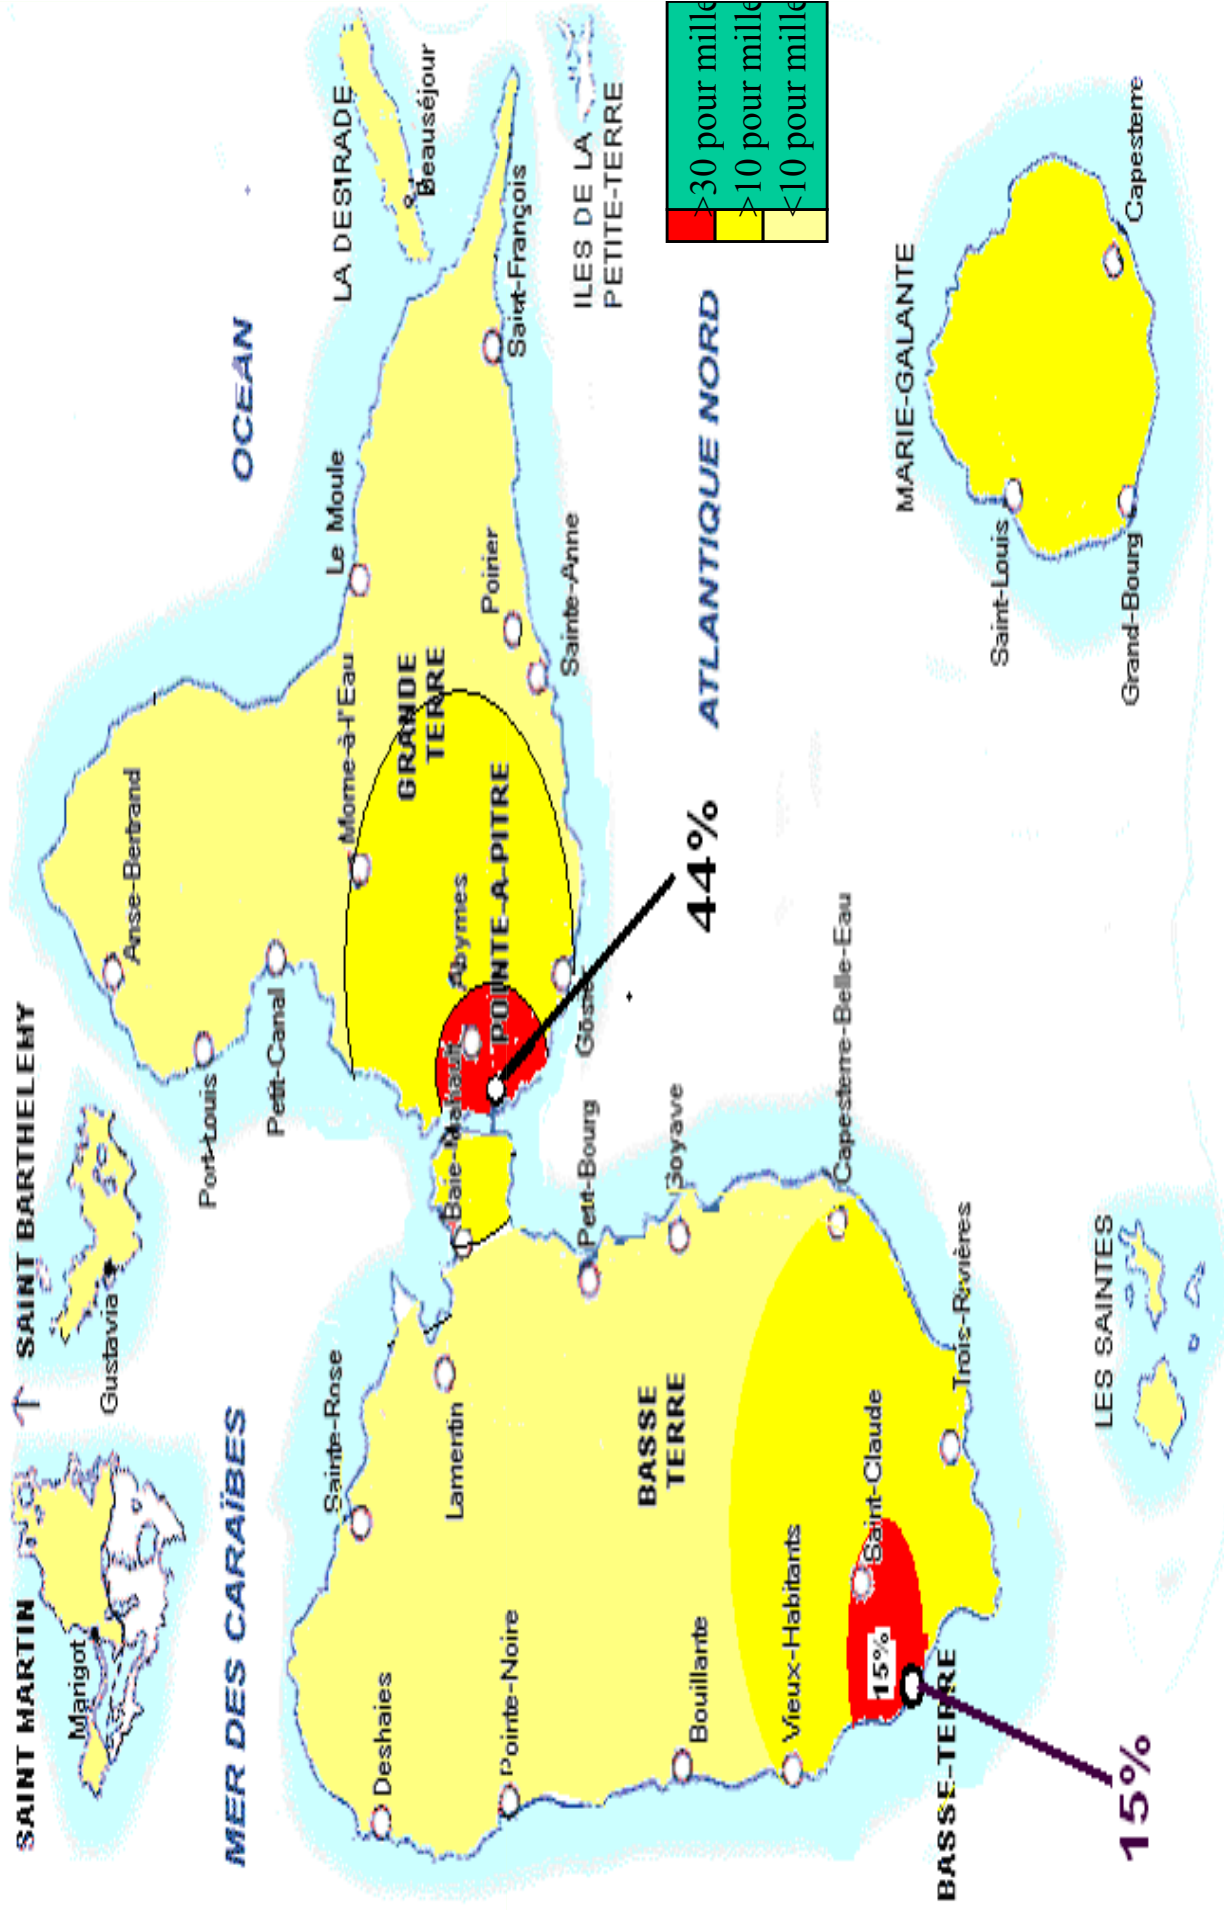 SAINT MARTIN
↑ SAINT BARTHELEMY
Marigot
Gustavia
MER DES CARAÏBES
OCEAN
Anse-Bertrand
Port-Louis
Petit-Canal
Morne-à-l'Eau
Le Moule
LA DESIRADE
Beauséjour
Sainte-Rose
Deshaies
Lamentin
Baie-Mahault
Abymes
GRANDE
TERRE
Poirier
Saint-François
Pointe-Noire
POINTE-A-PITRE
Sainte-Anne
ILES DE LA
PETITE-TERRE
Petit-Bourg
Gosier
BASSE
TERRE
Goyave
44%
ATLANTIQUE NORD
>30 pour mille
>10 pour mille
<10 pour mille
Bouillante
Vieux-Habitants
Capesterre-Belle-Eau
Saint-Claude
15%
BASSE-TERRE
Trois-Rivières
MARIE-GALANTE
Saint-Louis
Grand-Bourg
Capesterre
LES SAINTES
15%